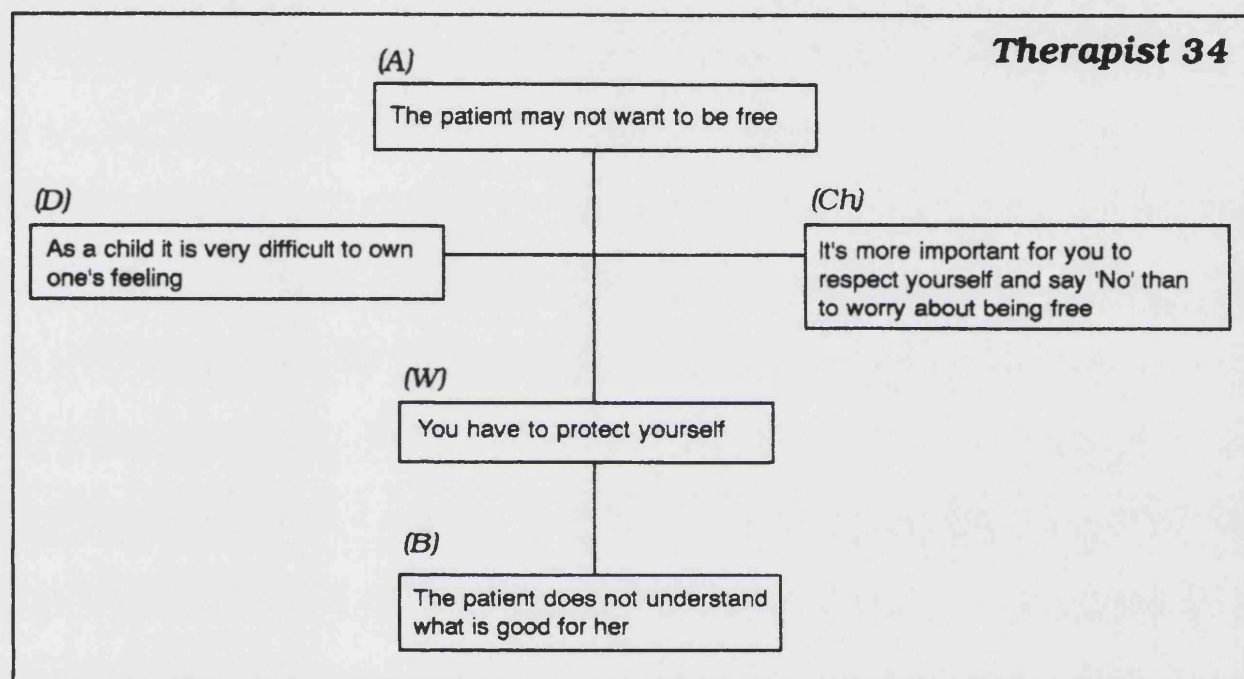 Therapist 34
(A)
The patient may not want to be free
(D)
As a child it is very difficult to own
one's feeling
(Ch)
It's more important for you to
respect yourself and say 'No' than
to worry about being free
(W)
You have to protect yourself
(B)
The patient does not understand
what is good for her